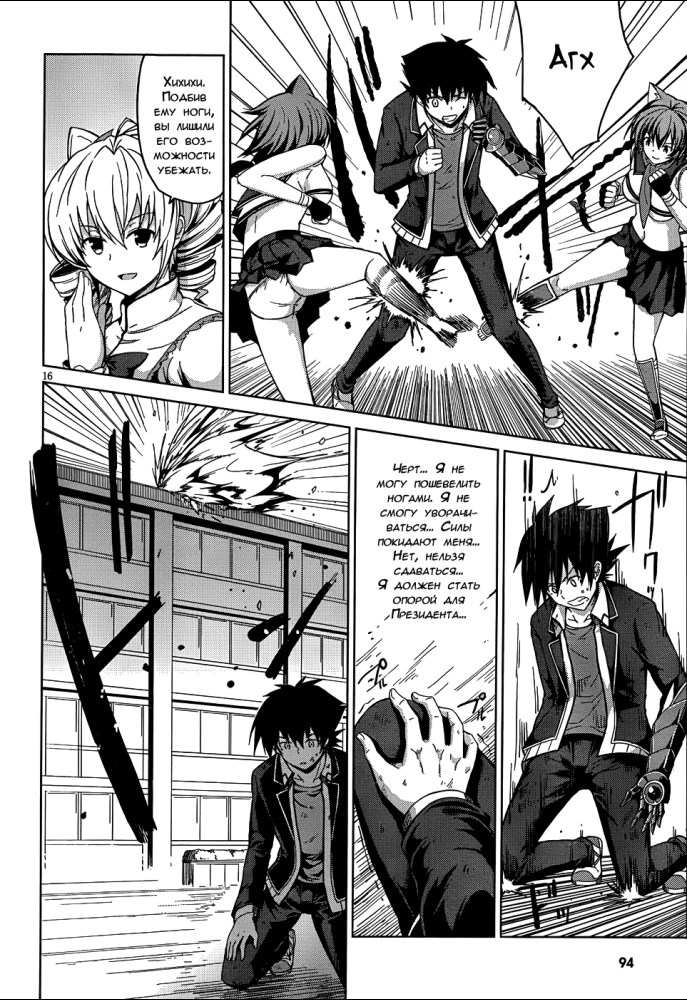 Агх
Хихихи.
Подбив
ему ноги,
вы лишили
его воз-
можности
убежать.
16
Черт... Я не
могу пошевелить
ногами. Я не
смогу уворачи-
ваться... Силы
покидают меня...
Нет, нельзя
сдаваться...
Я должен стать
опорой для
Президента...
94